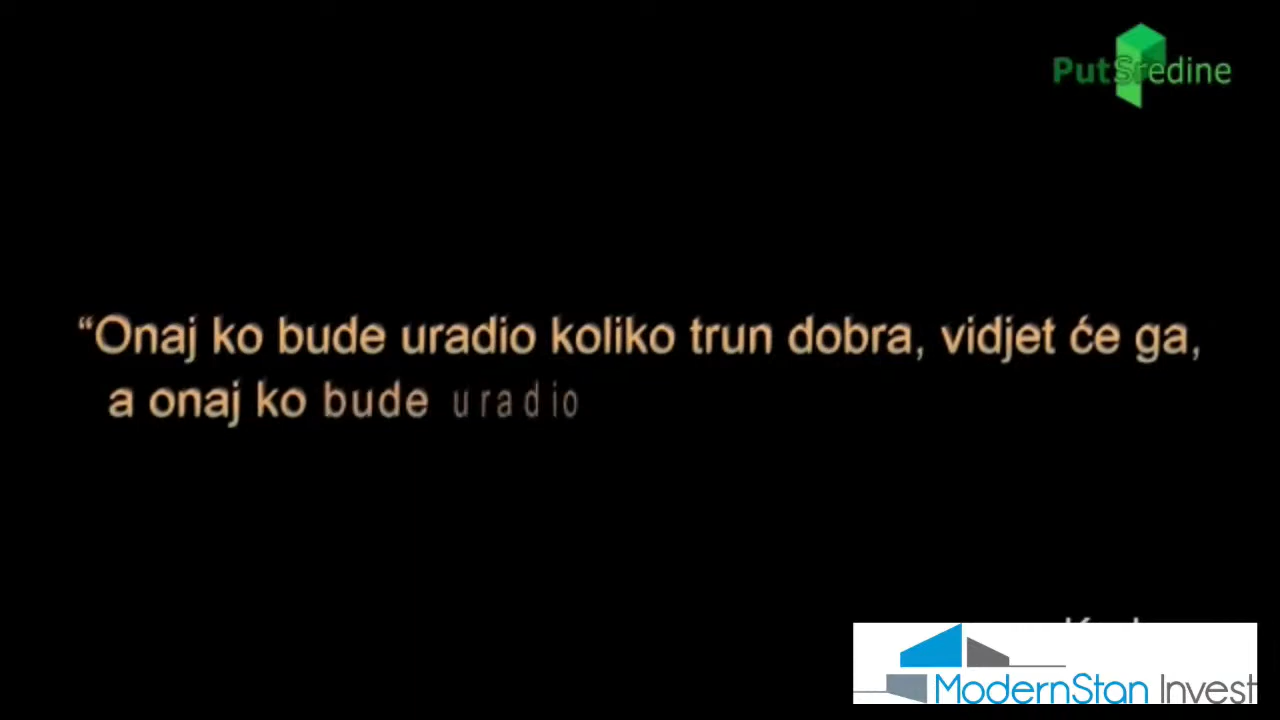 PutSredine
“Onaj ko bude uradio koliko trun dobra, vidjet će ga,
a onaj ko bude uradio
ModernStan Invest